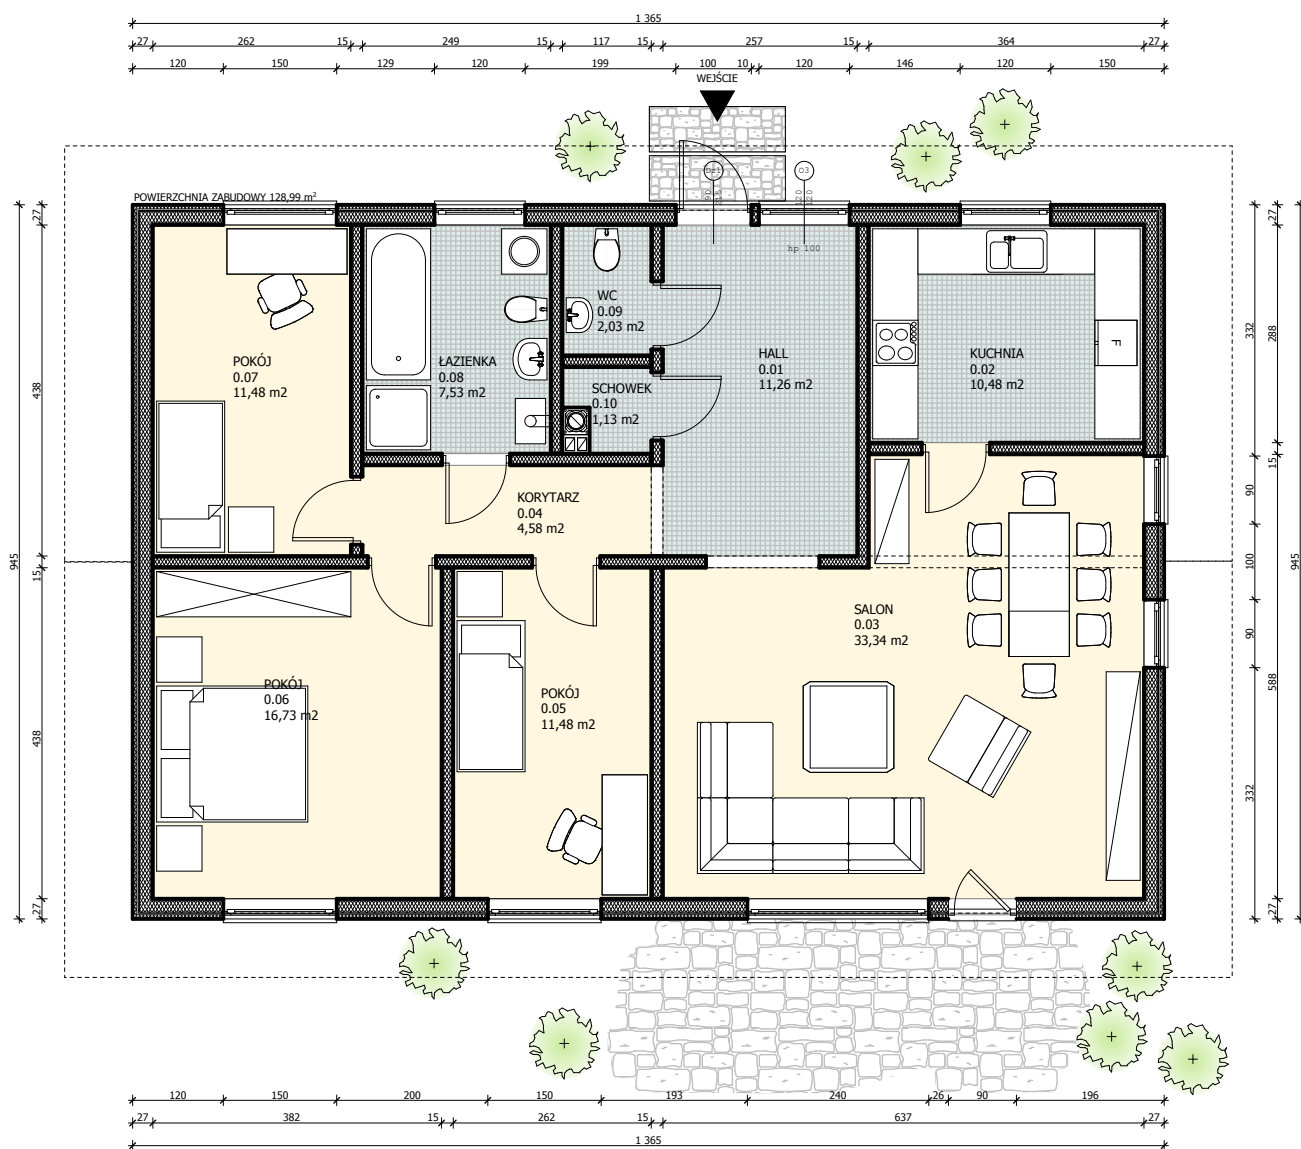 1 365
27 262 15 249 15 117 15 257 15 364 27
120 150 129 120 199 100 10 120 146 120 150
WEJŚCIE
POWIERZCHNIA ZABUDOWY 128,99 m²
O3
hp 100
945
27
438
15
438
27
POKÓJ
0.07
11,48 m2
ŁAZIENKA
0.08
7,53 m2
WC
0.09
2,03 m2
SCHOWEK
0.10
1,13 m2
HALL
0.01
11,26 m2
KUCHNIA
0.02
10,48 m2
F
KORYTARZ
0.04
4,58 m2
SALON
0.03
33,34 m2
POKÓJ
0.06
16,73 m2
POKÓJ
0.05
11,48 m2
332
90
100
90
332
27
288
15
588
27
945
120 150 200 150 193 240 26 90 196
27 382 15 262 15 637 27
1 365